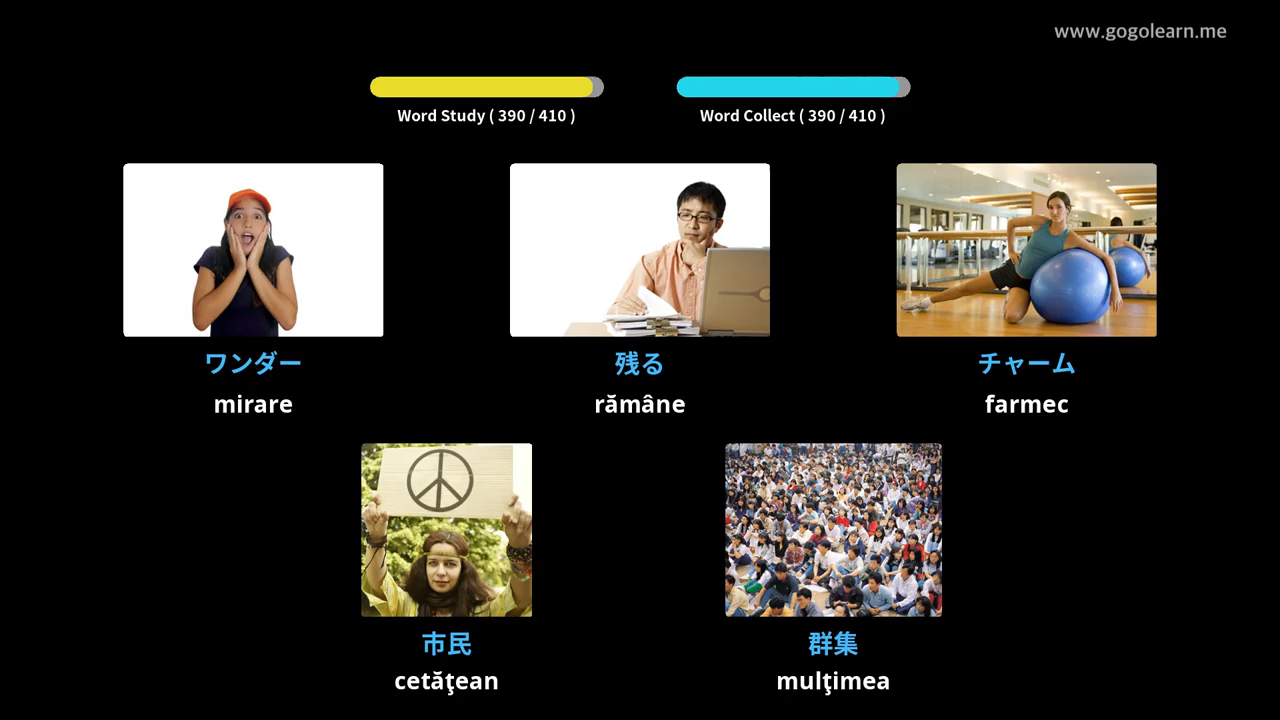 www.gogolearn.me
Word Study ( 390 / 410 )
Word Collect ( 390 / 410 )
ワンダー
mirare
残る
rămâne
チャーム
farmec
市民
cetăţean
群集
mulţimea